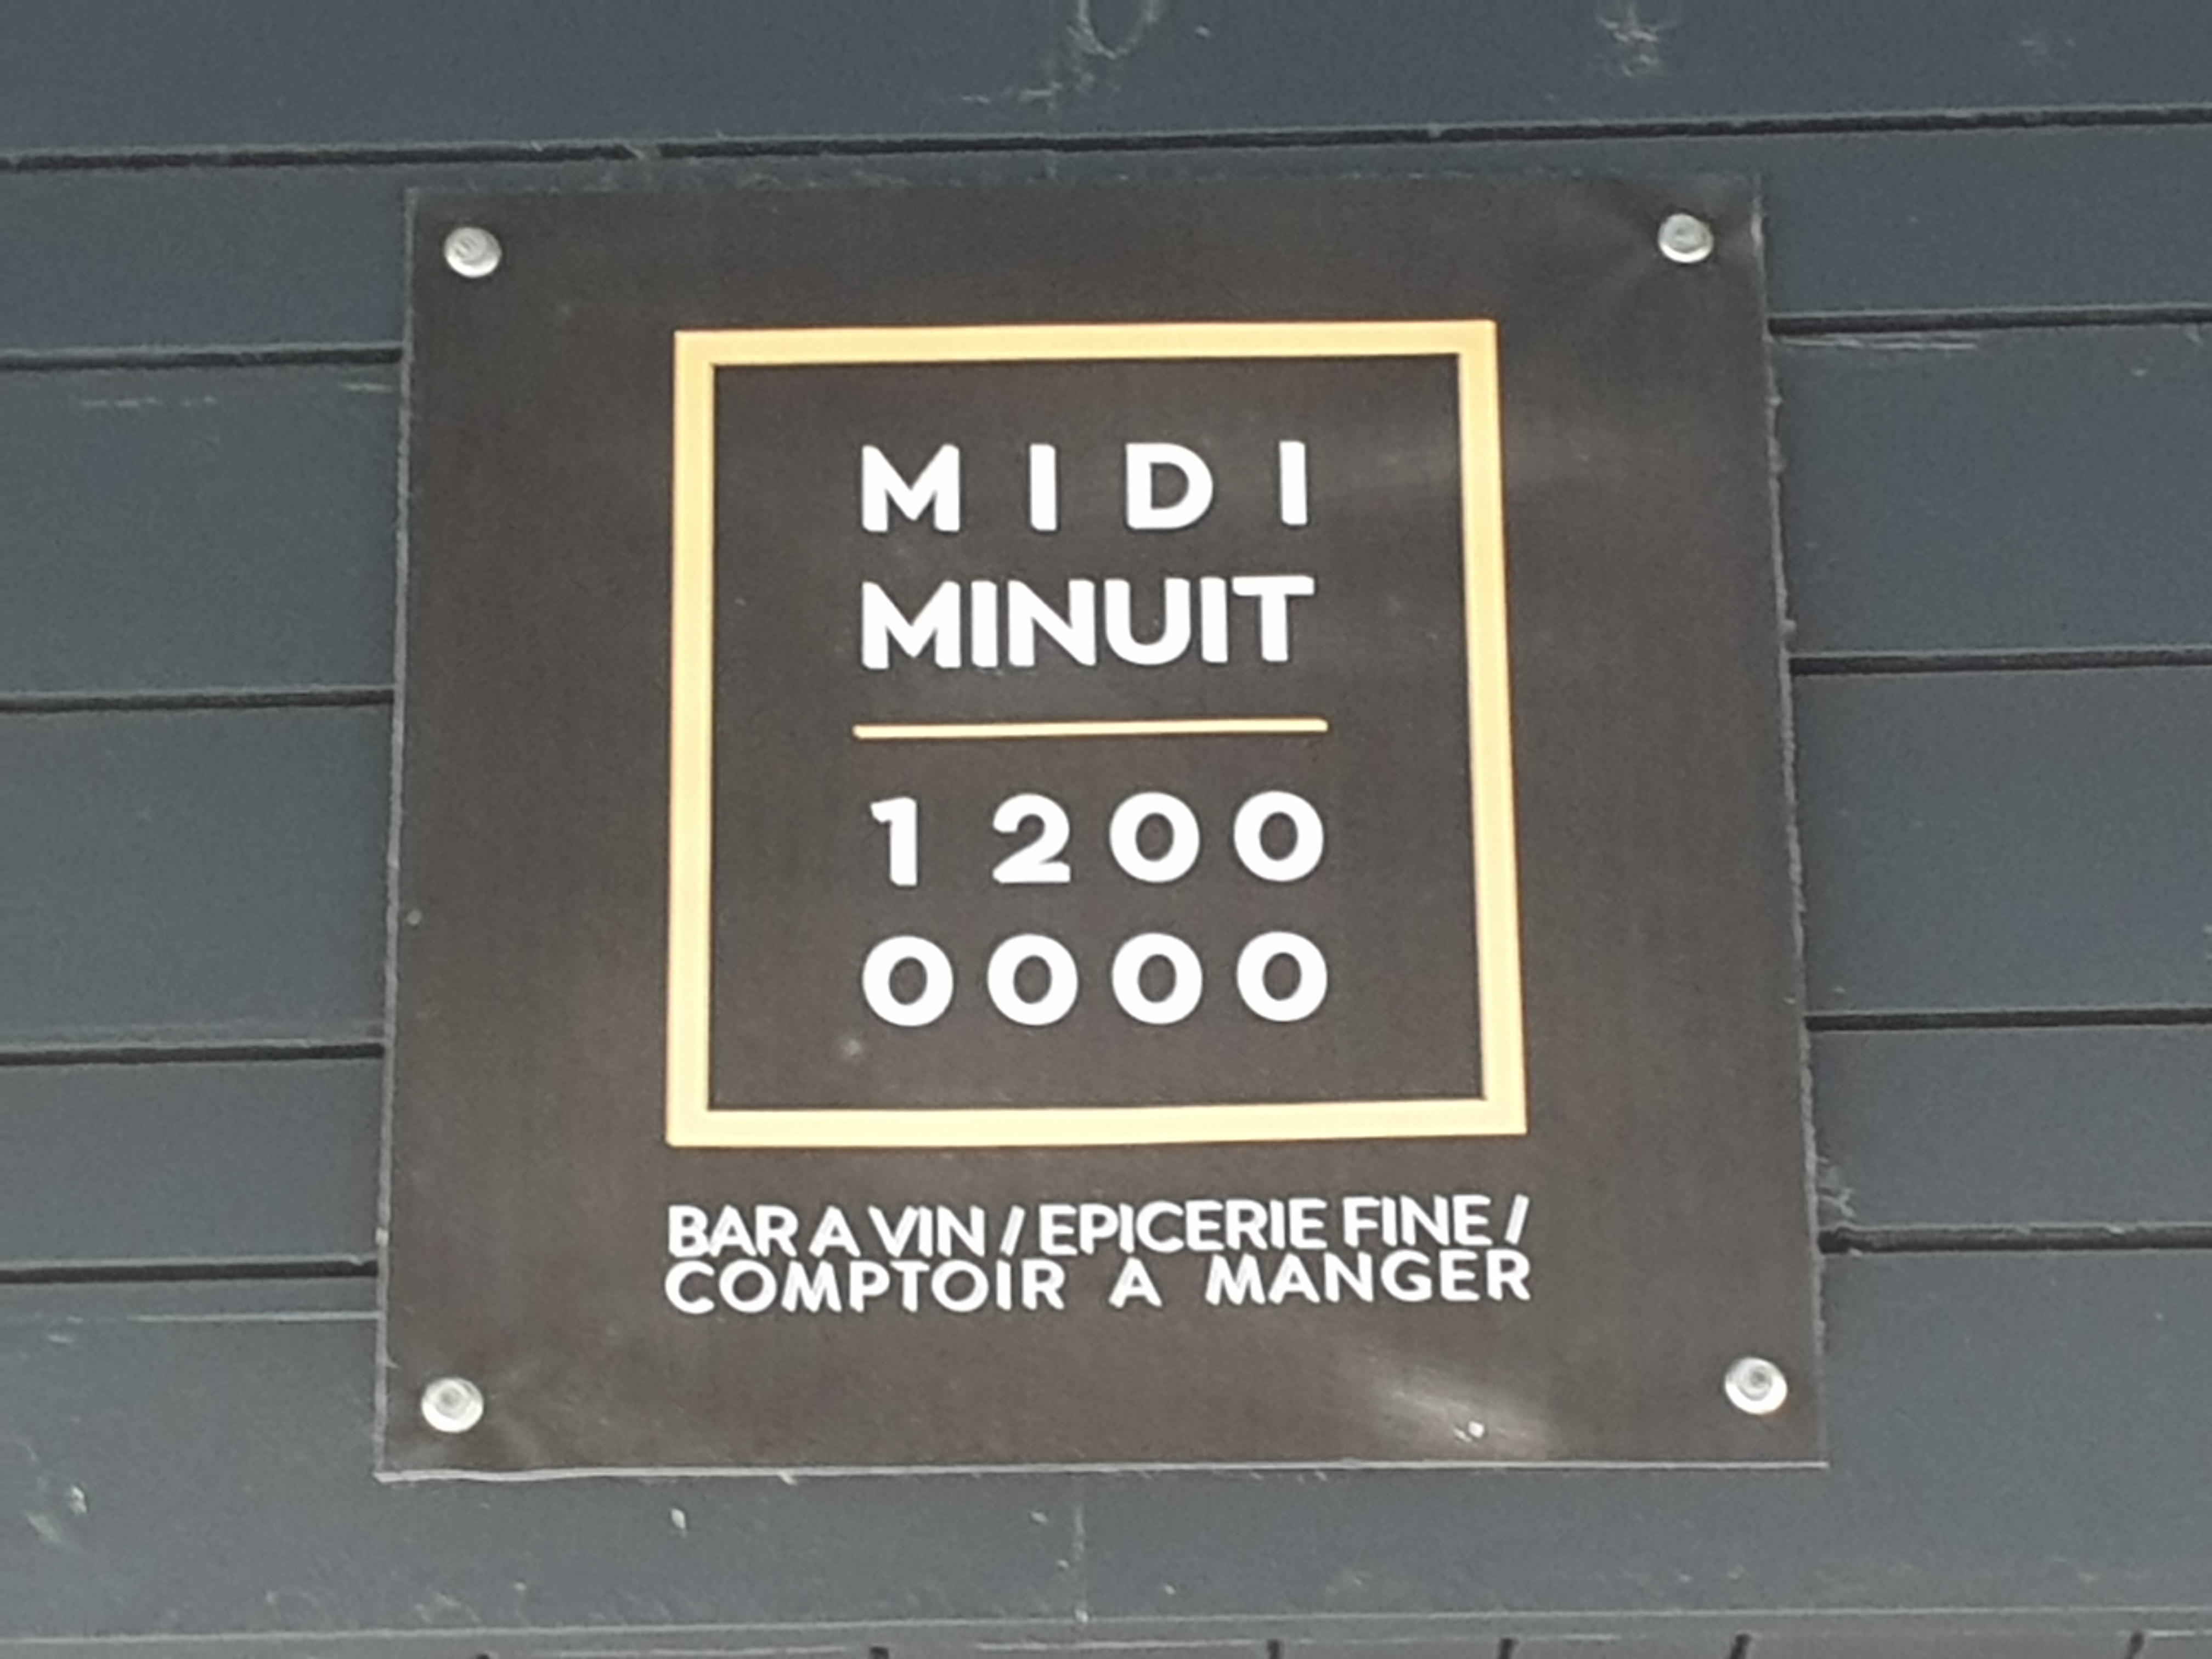 MIDI
MINUIT
1200
0000
BAR A VIN / EPICERIE FINE /
COMPTOIR A MANGER